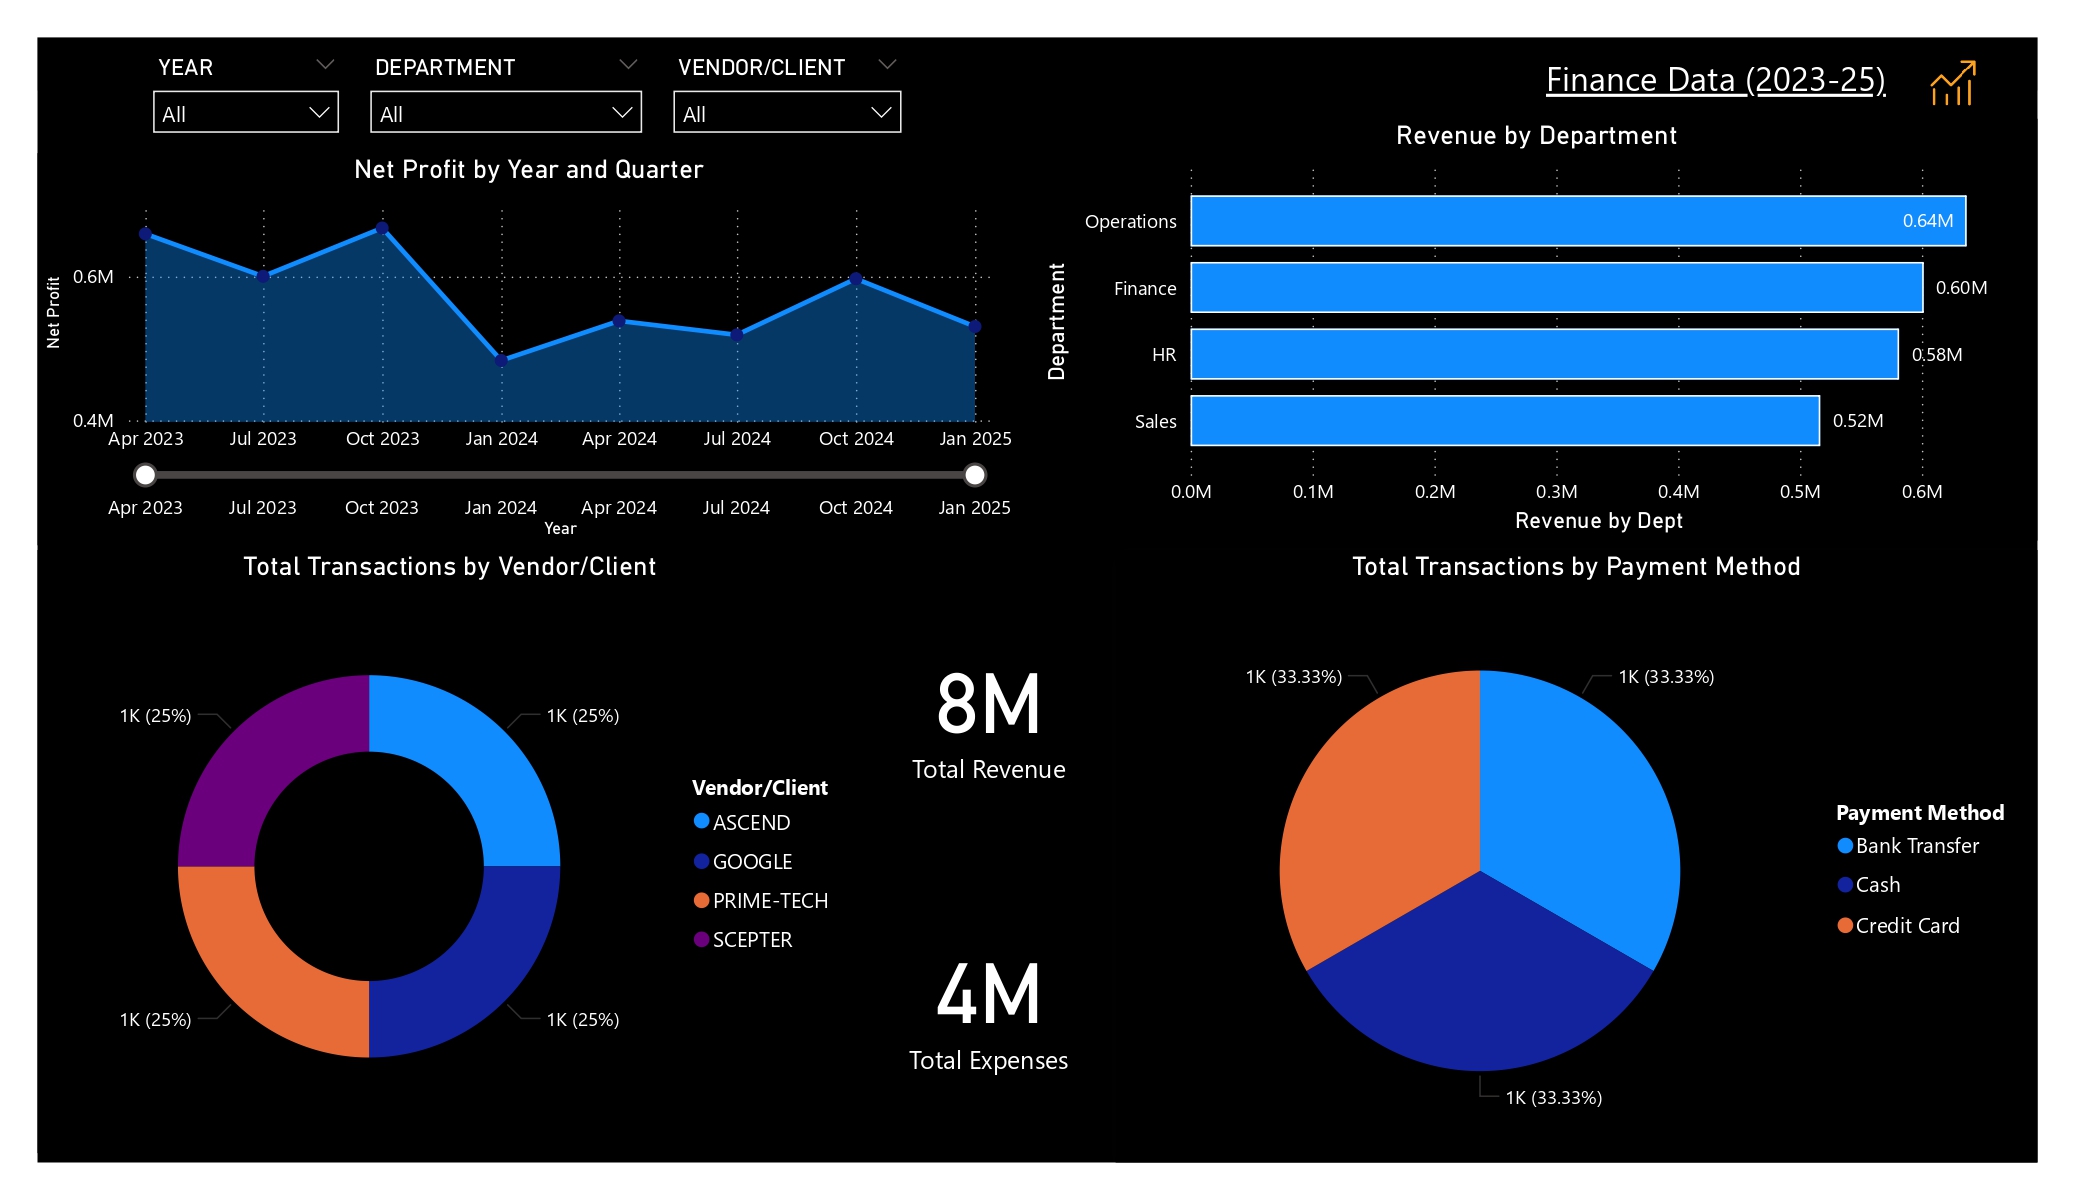 YEAR
All
DEPARTMENT
All
VENDOR/CLIENT
All
Finance Data (2023-25)
Net Profit by Year and Quarter
Net Profit
0.6M
0.4M
Apr 2023 Jul 2023 Oct 2023 Jan 2024 Apr 2024 Jul 2024 Oct 2024 Jan 2025
Apr 2023 Jul 2023 Oct 2023 Jan 2024 Apr 2024 Jul 2024 Oct 2024 Jan 2025
Year
Revenue by Department
Department
Operations 0.64M
Finance 0.60M
HR 0.58M
Sales 0.52M
0.0M 0.1M 0.2M 0.3M 0.4M 0.5M 0.6M
Revenue by Dept
Total Transactions by Vendor/Client
1K (25%) 1K (25%)
1K (25%) 1K (25%)
Vendor/Client
ASCEND
GOOGLE
PRIME-TECH
SCEPTER
8M
Total Revenue
4M
Total Expenses
Total Transactions by Payment Method
1K (33.33%) 1K (33.33%)
1K (33.33%)
Payment Method
Bank Transfer
Cash
Credit Card